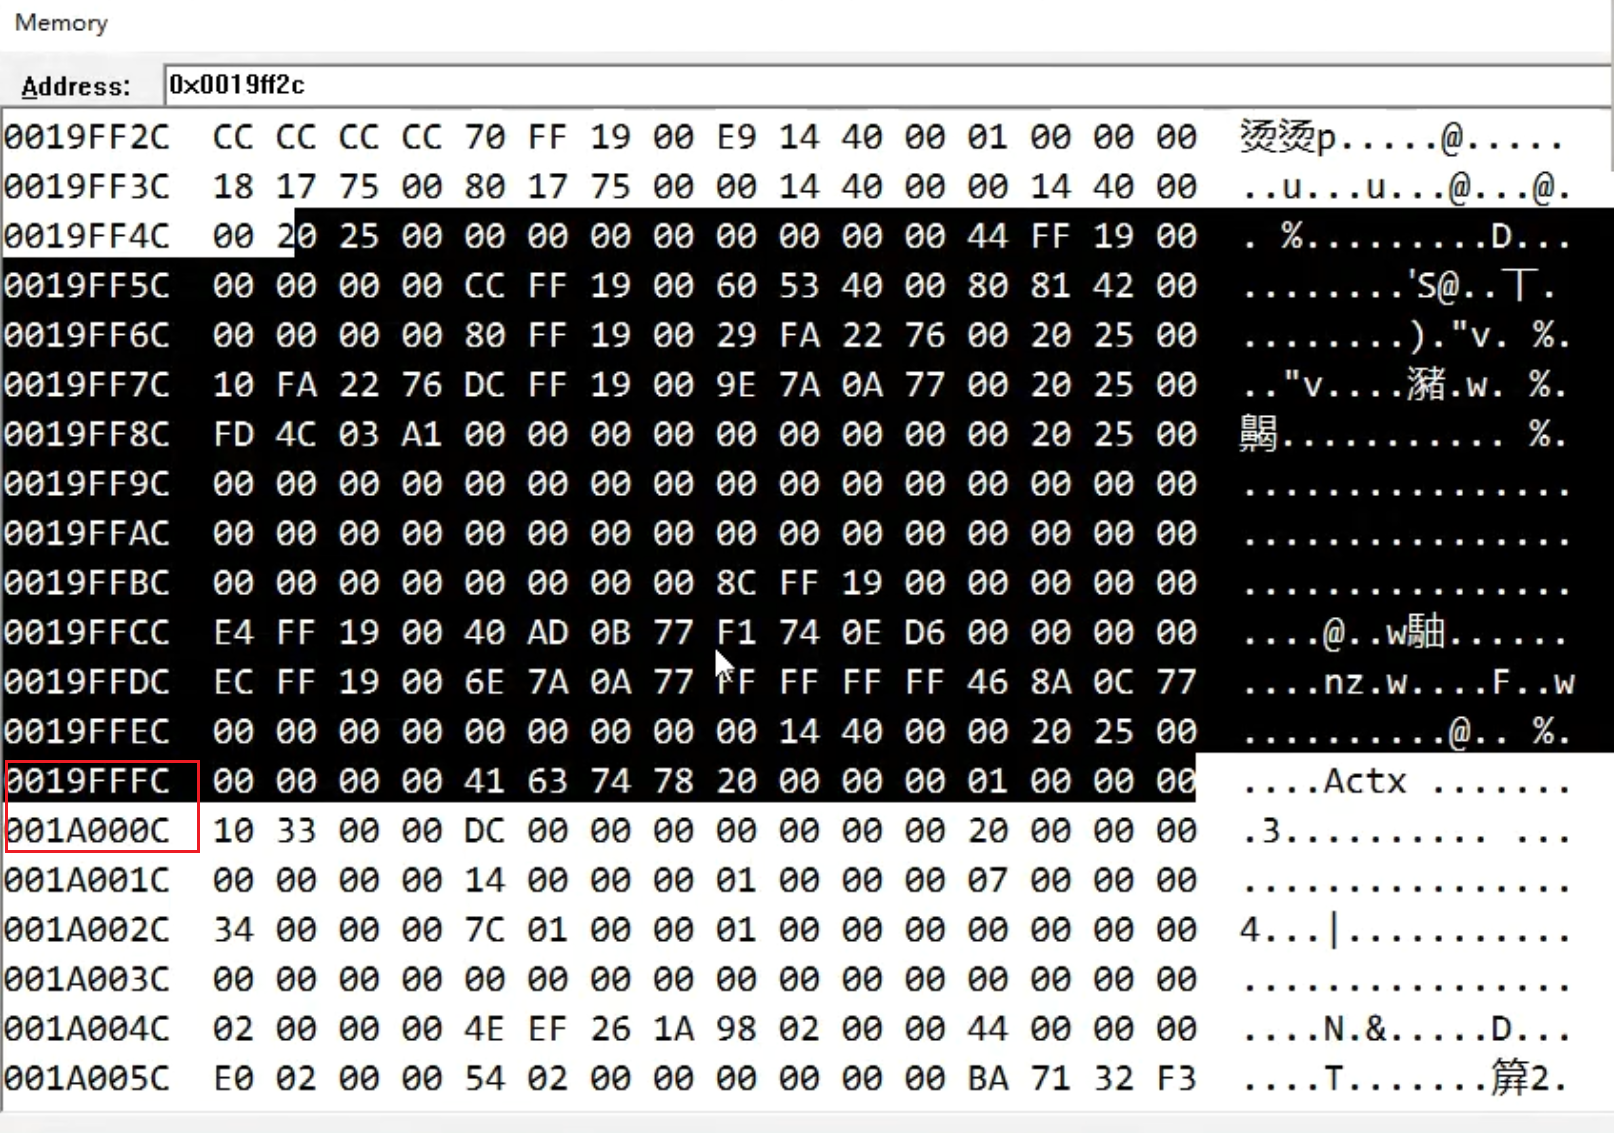 Memory
Address: 0x0019ff2c
0019FF2C CC CC CC CC 70 FF 19 00 E9 14 40 00 01 00 00 00 烫烫p.....@.....
0019FF3C 18 17 75 00 80 17 75 00 00 14 40 00 00 14 40 00 ..u...u...@...@.
0019FF4C 00 20 25 00 00 00 00 00 00 00 00 00 44 FF 19 00 . %.........D...
0019FF5C 00 00 00 00 CC FF 19 00 60 53 40 00 80 81 42 00 ........'S@..丅.
0019FF6C 00 00 00 00 80 FF 19 00 29 FA 22 76 00 20 25 00 ........)."v. %.
0019FF7C 10 FA 22 76 DC FF 19 00 9E 7A 0A 77 00 20 25 00 .."v....瀦.w. %.
0019FF8C FD 4C 03 A1 00 00 00 00 00 00 00 00 00 20 25 00 ........... %.
0019FF9C 00 00 00 00 00 00 00 00 00 00 00 00 00 00 00 00 ................
0019FFAC 00 00 00 00 00 00 00 00 00 00 00 00 00 00 00 00 ................
0019FFBC 00 00 00 00 00 00 00 00 8C FF 19 00 00 00 00 00 ................
0019FFCC E4 FF 19 00 40 AD 0B 77 F1 74 0E D6 00 00 00 00 ....@..w駎......
0019FFDC EC FF 19 00 6E 7A 0A 77 FF FF FF FF 46 8A 0C 77 ....nz.w....F..w
0019FFEC 00 00 00 00 00 00 00 00 00 14 40 00 00 20 25 00 ..........@.. %.
0019FFFC 00 00 00 00 41 63 74 78 20 00 00 00 01 00 00 00 ....Actx .......
001A000C 10 33 00 00 DC 00 00 00 00 00 00 00 20 00 00 00 .3.......... ...
001A001C 00 00 00 00 14 00 00 00 01 00 00 00 07 00 00 00 ................
001A002C 34 00 00 00 7C 01 00 00 01 00 00 00 00 00 00 00 4...|...........
001A003C 00 00 00 00 00 00 00 00 00 00 00 00 00 00 00 00 ................
001A004C 02 00 00 00 4E EF 26 1A 98 02 00 00 44 00 00 00 ....N.&.....D...
001A005C E0 02 00 00 54 02 00 00 00 00 00 00 BA 71 32 F3 ....T.......簈2.